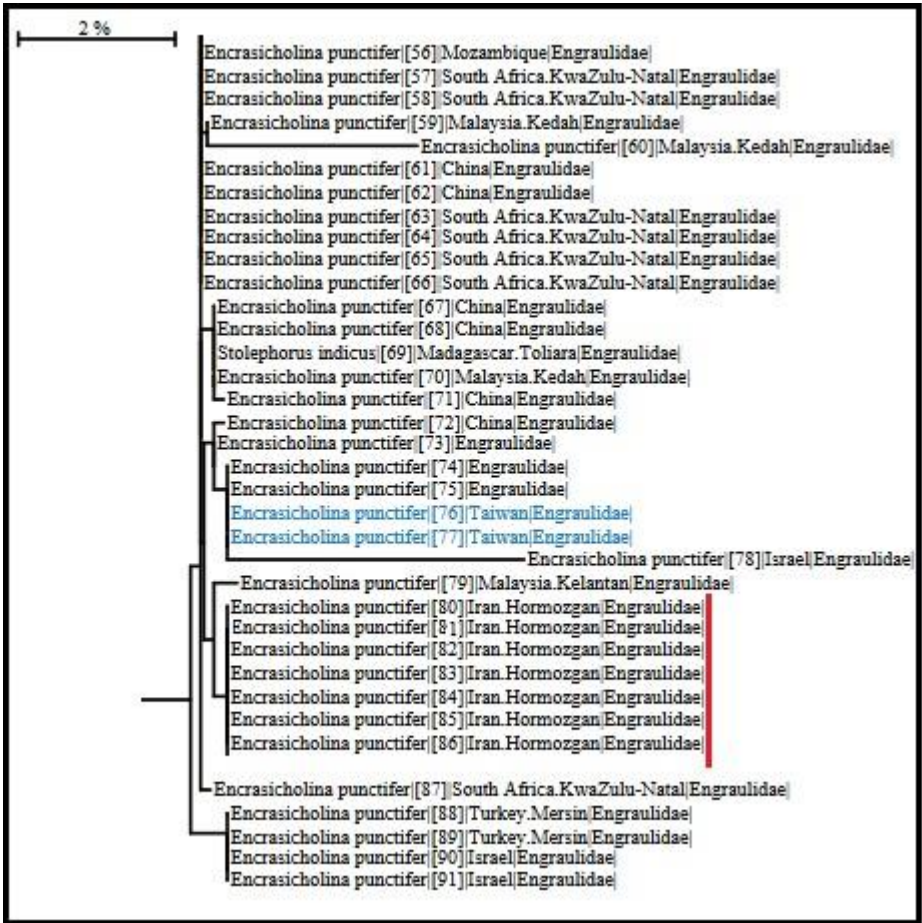 2 %
Encrasicholina punctifer|[56]|Mozambique|Engraulidae|
Encrasicholina punctifer|[57]|South Africa.KwaZulu-Natal|Engraulidae|
Encrasicholina punctifer|[58]|South Africa.KwaZulu-Natal|Engraulidae|
Encrasicholina punctifer|[59]|Malaysia.Kedah|Engraulidae|
Encrasicholina punctifer|[60]|Malaysia.Kedah|Engraulidae|
Encrasicholina punctifer|[61]|China|Engraulidae|
Encrasicholina punctifer|[62]|China|Engraulidae|
Encrasicholina punctifer|[63]|South Africa.KwaZulu-Natal|Engraulidae|
Encrasicholina punctifer|[64]|South Africa.KwaZulu-Natal|Engraulidae|
Encrasicholina punctifer|[65]|South Africa.KwaZulu-Natal|Engraulidae|
Encrasicholina punctifer|[66]|South Africa.KwaZulu-Natal|Engraulidae|
Encrasicholina punctifer|[67]|China|Engraulidae|
Encrasicholina punctifer|[68]|China|Engraulidae|
Stolephorus indicus|[69]|Madagascar.Toliara|Engraulidae|
Encrasicholina punctifer|[70]|Malaysia.Kedah|Engraulidae|
Encrasicholina punctifer|[71]|China|Engraulidae|
Encrasicholina punctifer|[72]|China|Engraulidae|
Encrasicholina punctifer|[73]|Engraulidae|
Encrasicholina punctifer|[74]|Engraulidae|
Encrasicholina punctifer|[75]|Engraulidae|
Encrasicholina punctifer|[76]|Taiwan|Engraulidae|
Encrasicholina punctifer|[77]|Taiwan|Engraulidae|
Encrasicholina punctifer|[78]|Israel|Engraulidae|
Encrasicholina punctifer|[79]|Malaysia.Kelantan|Engraulidae|
Encrasicholina punctifer|[80]|Iran.Hormozgan|Engraulidae|
Encrasicholina punctifer|[81]|Iran.Hormozgan|Engraulidae|
Encrasicholina punctifer|[82]|Iran.Hormozgan|Engraulidae|
Encrasicholina punctifer|[83]|Iran.Hormozgan|Engraulidae|
Encrasicholina punctifer|[84]|Iran.Hormozgan|Engraulidae|
Encrasicholina punctifer|[85]|Iran.Hormozgan|Engraulidae|
Encrasicholina punctifer|[86]|Iran.Hormozgan|Engraulidae|
Encrasicholina punctifer|[87]|South Africa.KwaZulu-Natal|Engraulidae|
Encrasicholina punctifer|[88]|Turkey.Mersin|Engraulidae|
Encrasicholina punctifer|[89]|Turkey.Mersin|Engraulidae|
Encrasicholina punctifer|[90]|Israel|Engraulidae|
Encrasicholina punctifer|[91]|Israel|Engraulidae|